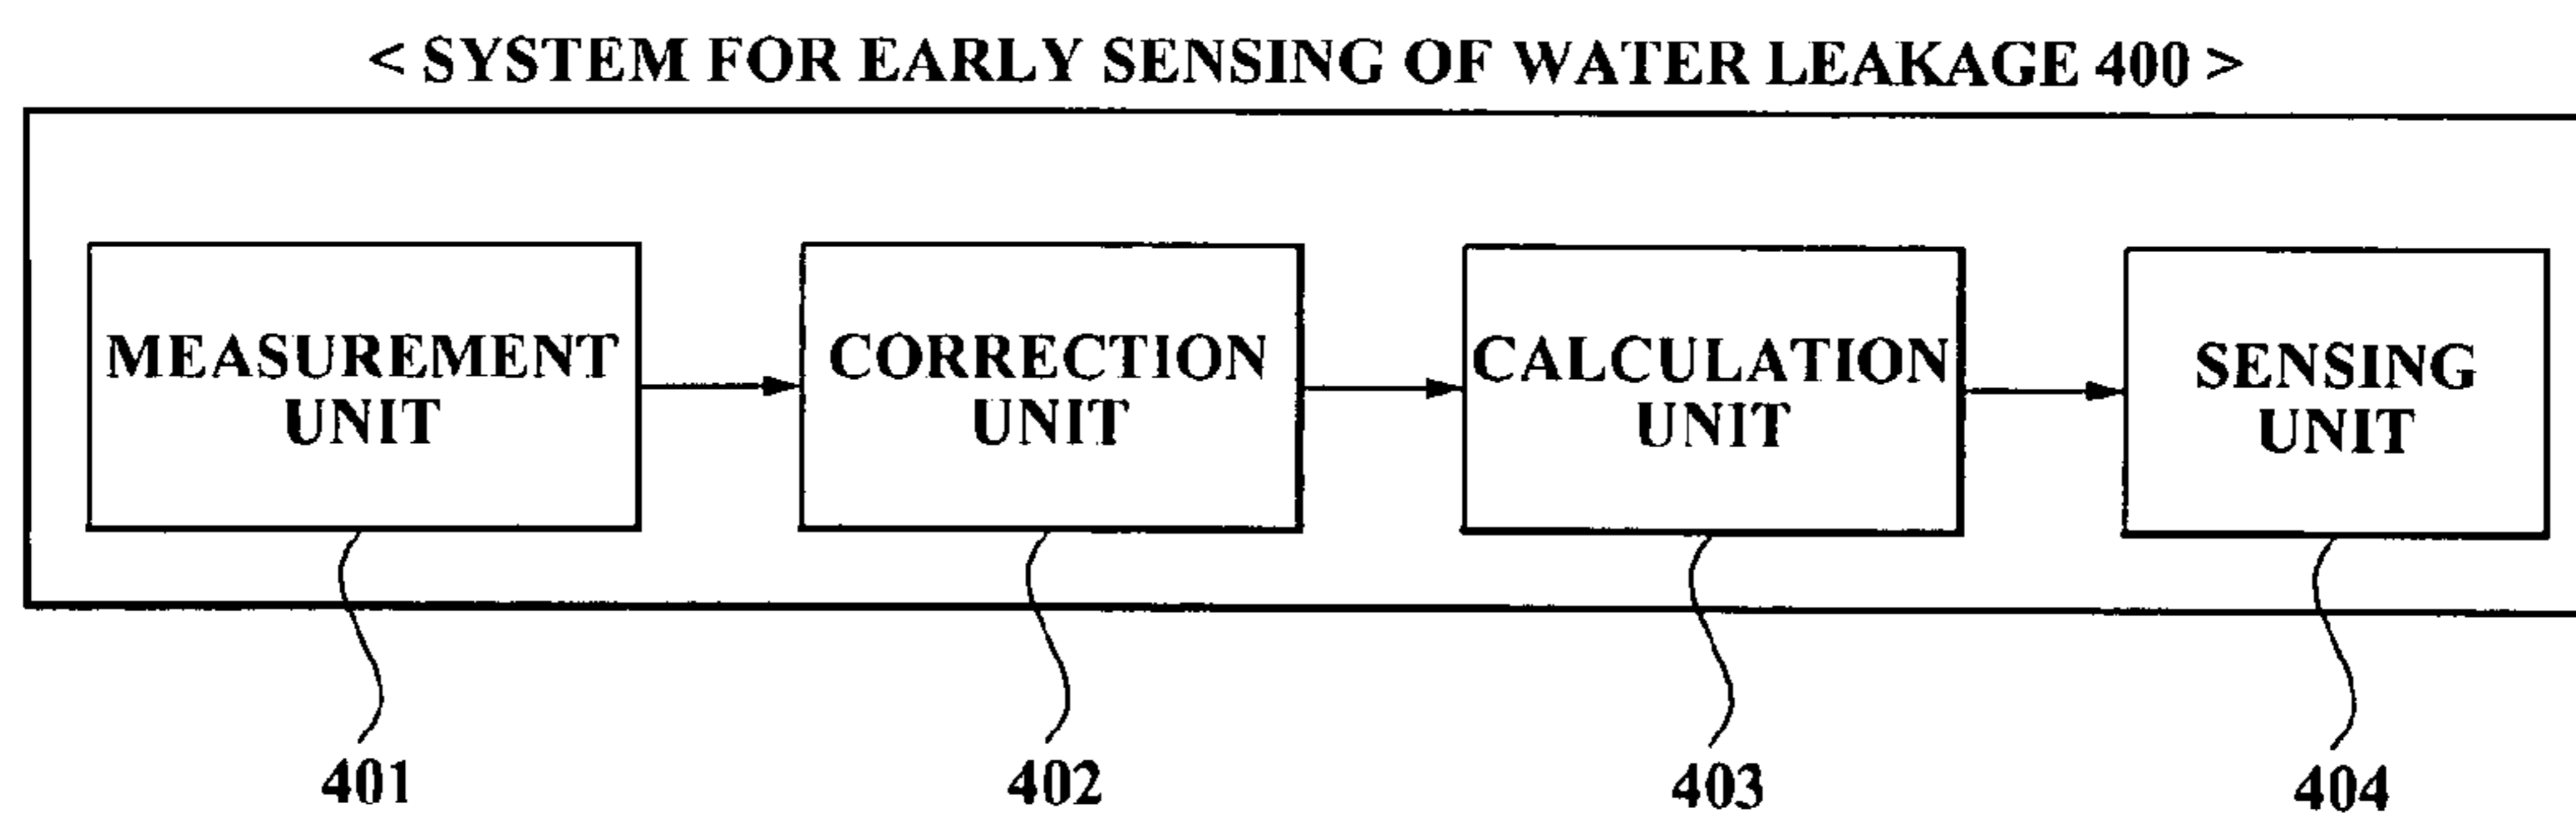 < SYSTEM FOR EARLY SENSING OF WATER LEAKAGE 400 >
MEASUREMENT
UNIT
CORRECTION
UNIT
CALCULATION
UNIT
SENSING
UNIT
401
402
403
404